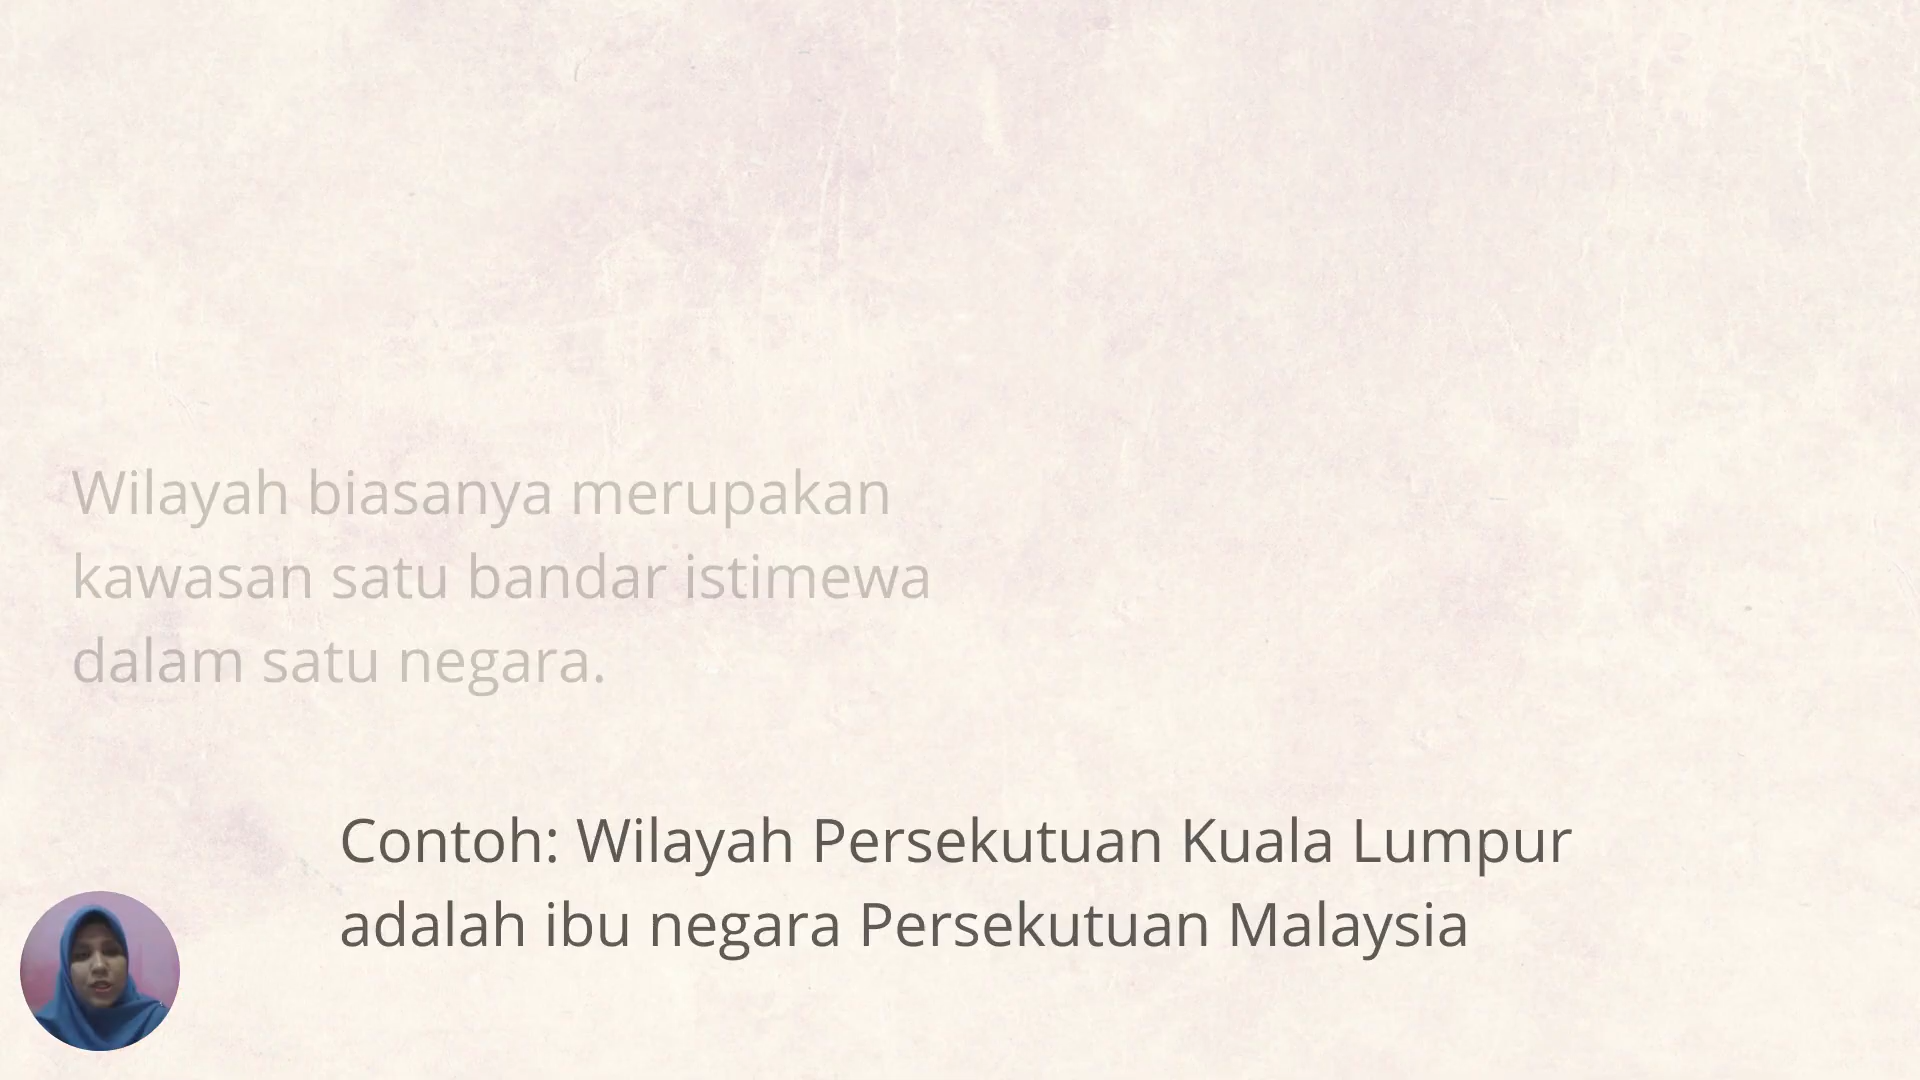 Wilayah biasanya merupakan
kawasan satu bandar istimewa
dalam satu negara.
Contoh: Wilayah Persekutuan Kuala Lumpur
adalah ibu negara Persekutuan Malaysia